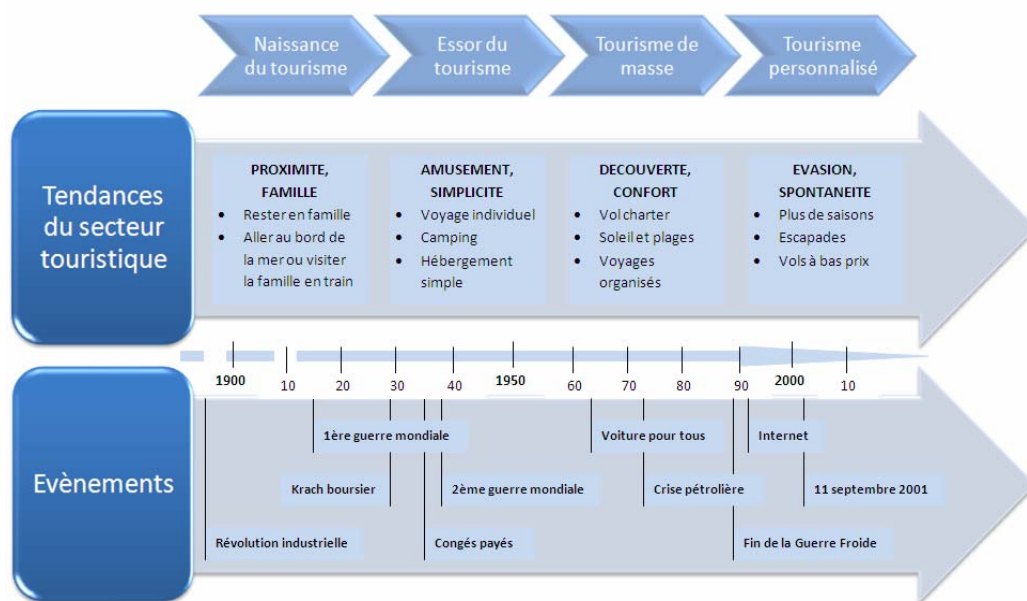 Naissance
du tourisme
Essor du
tourisme
Tourisme de
masse
Tourisme
personnalisé
Tendances
du secteur
touristique
PROXIMITE,
FAMILLE
• Rester en famille
• Aller au bord de
la mer ou visiter
la famille en train
AMUSEMENT,
SIMPLICITE
• Voyage individuel
• Camping
• Hébergement
simple
DECOUVERTE,
CONFORT
• Vol charter
• Soleil et plages
• Voyages
organisés
EVASION,
SPONTANEITE
• Plus de saisons
• Escapades
• Vols à bas prix
1900 10 20 30 40 1950 60 70 80 90 2000 10
Evènements
1ère guerre mondiale
Voiture pour tous
Internet
Krach boursier
2ème guerre mondiale
Crise pétrolière
11 septembre 2001
Révolution industrielle
Congés payés
Fin de la Guerre Froide